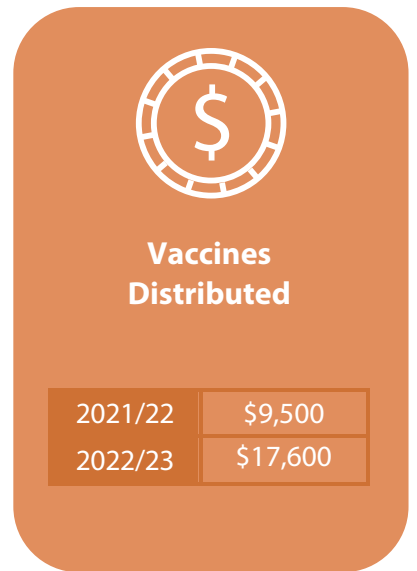 $
Vaccines
Distributed
2021/22 $9,500
2022/23 $17,600